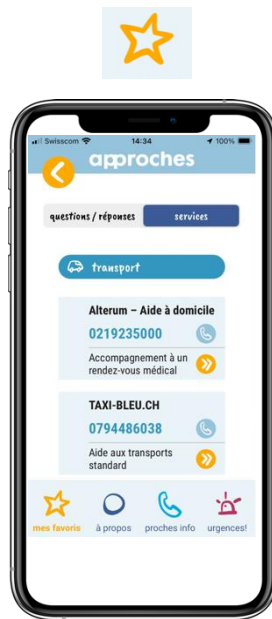 Swisscom 14:34 100%
approches
questions / réponses services
transport
Alterum – Aide à domicile
0219235000
Accompagnement à un
rendez-vous médical
TAXI-BLEU.CH
0794486038
Aide aux transports
standard
mes favoris à propos proches info urgences!